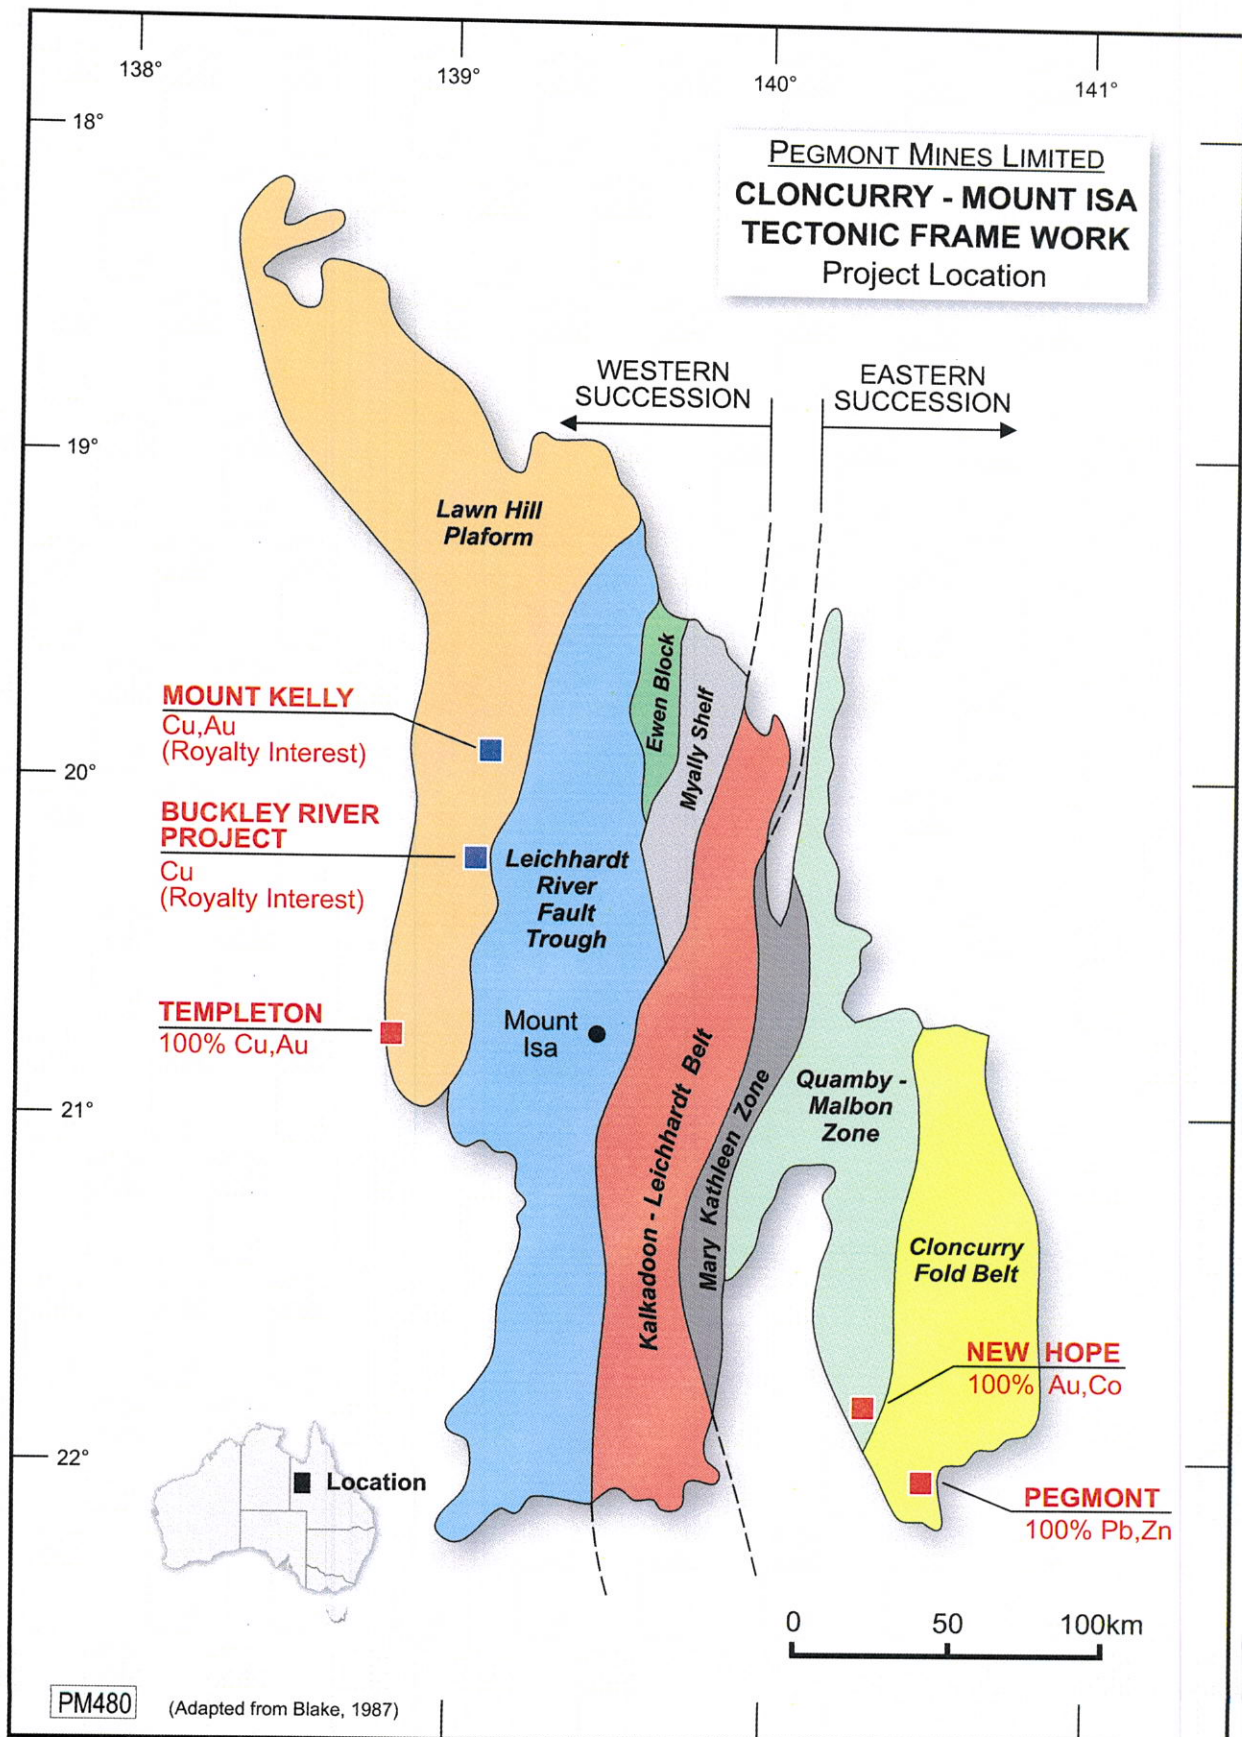 138°
139°
140°
141°
18°
PEGMONT MINES LIMITED
CLONCURRY - MOUNT ISA
TECTONIC FRAME WORK
Project Location
WESTERN
SUCCESSION
EASTERN
SUCCESSION
19°
Lawn Hill
Plaform
Ewen Block
Myally Shelf
MOUNT KELLY
Cu,Au
(Royalty Interest)
20°
BUCKLEY RIVER
PROJECT
Cu
(Royalty Interest)
Leichhardt
River
Fault
Trough
TEMPLETON
100% Cu,Au
Mount
Isa
Kalkadoon - Leichhardt Belt
Mary Kathleen Zone
Quamby -
Malbon
Zone
21°
Cloncurry
Fold Belt
NEW HOPE
100% Au,Co
22°
Location
PEGMONT
100% Pb,Zn
0 50 100km
PM480 (Adapted from Blake, 1987)